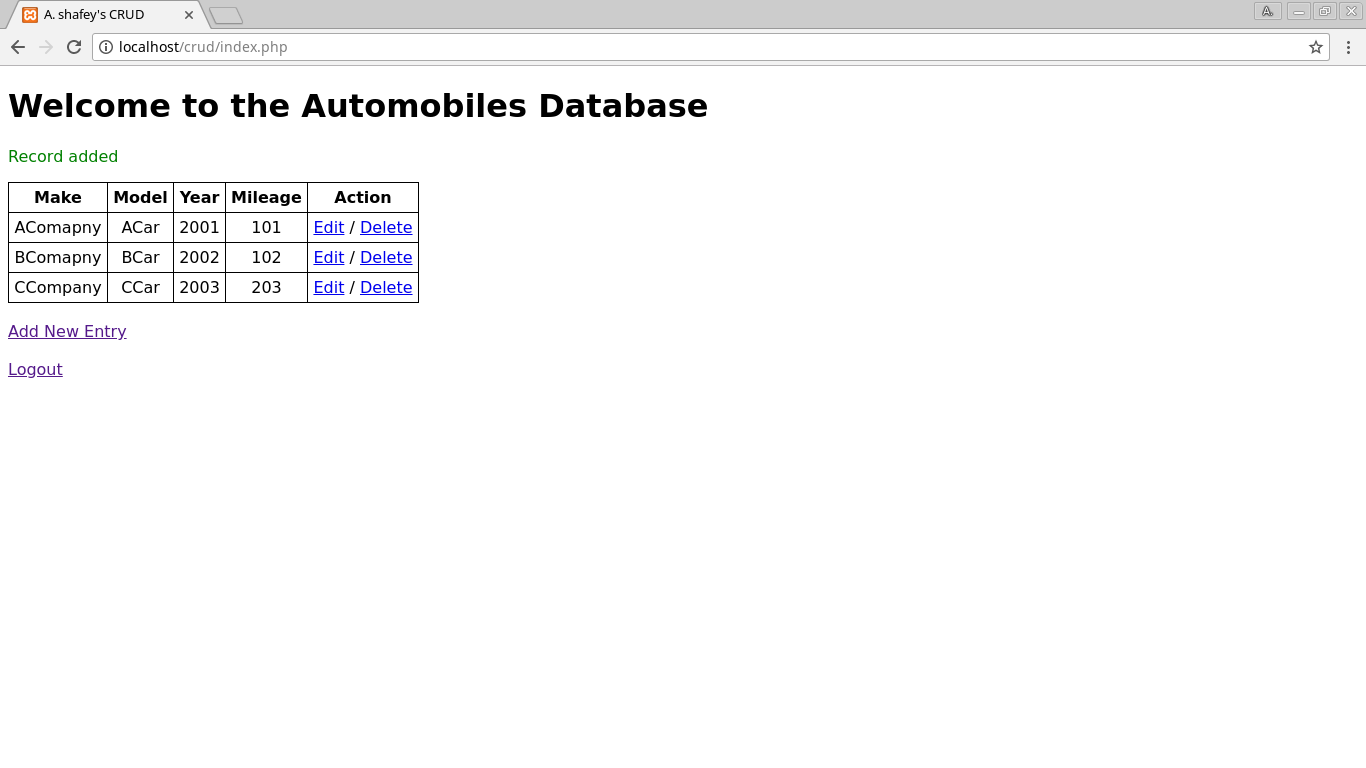 A. shafey's CRUD
A.
localhost/crud/index.php
Welcome to the Automobiles Database
Record added
Make Model Year Mileage Action
AComapny ACar 2001 101 Edit / Delete
BComapny BCar 2002 102 Edit / Delete
CCompany CCar 2003 203 Edit / Delete
Add New Entry
Logout